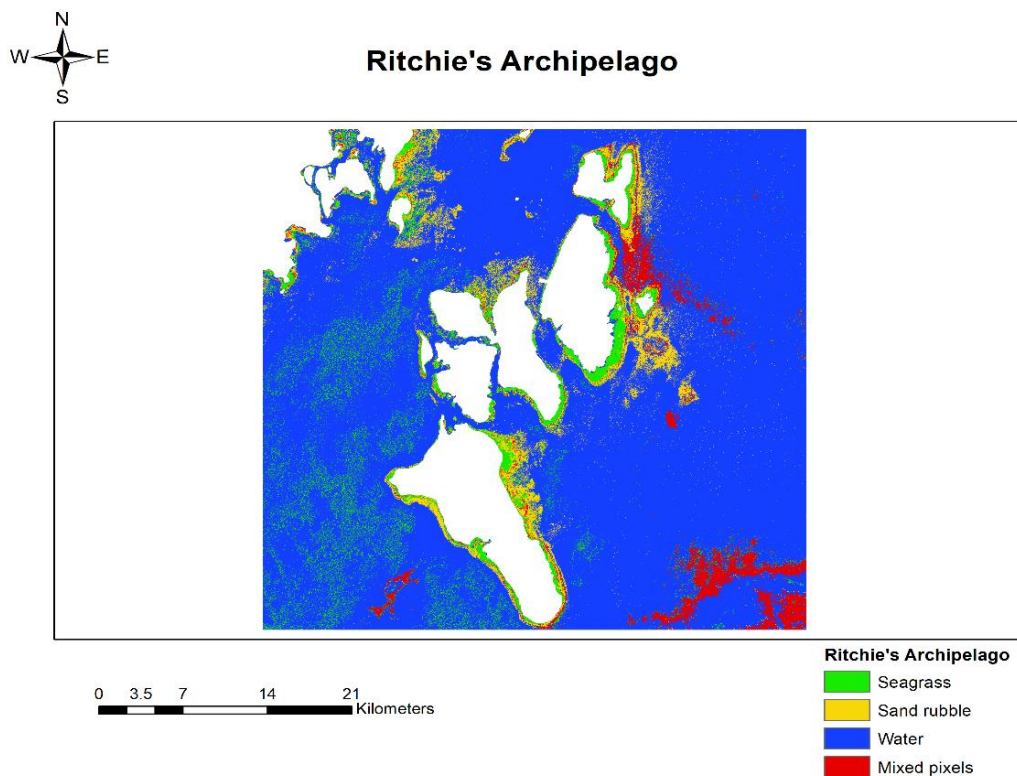 N
W E
S
Ritchie's Archipelago
0 3.5 7 14 21
Kilometers
Ritchie's Archipelago
Seagrass
Sand rubble
Water
Mixed pixels